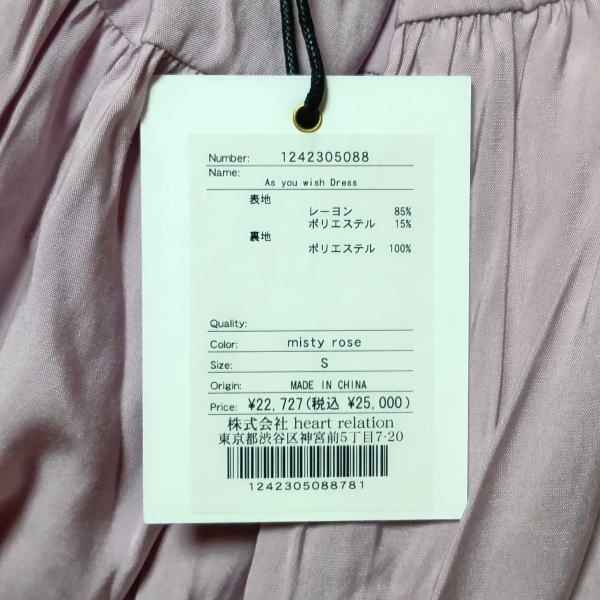 Number: 1242305088
Name:
As you wish Dress
表地
レーヨン 85%
ポリエステル 15%
裏地
ポリエステル 100%
Quality:
Color: misty rose
Size: S
Origin: MADE IN CHINA
Price: ¥22,727(税込 ¥25,000)
株式会社 heart relation
東京都渋谷区神宮前5丁目7-20
1242305088781